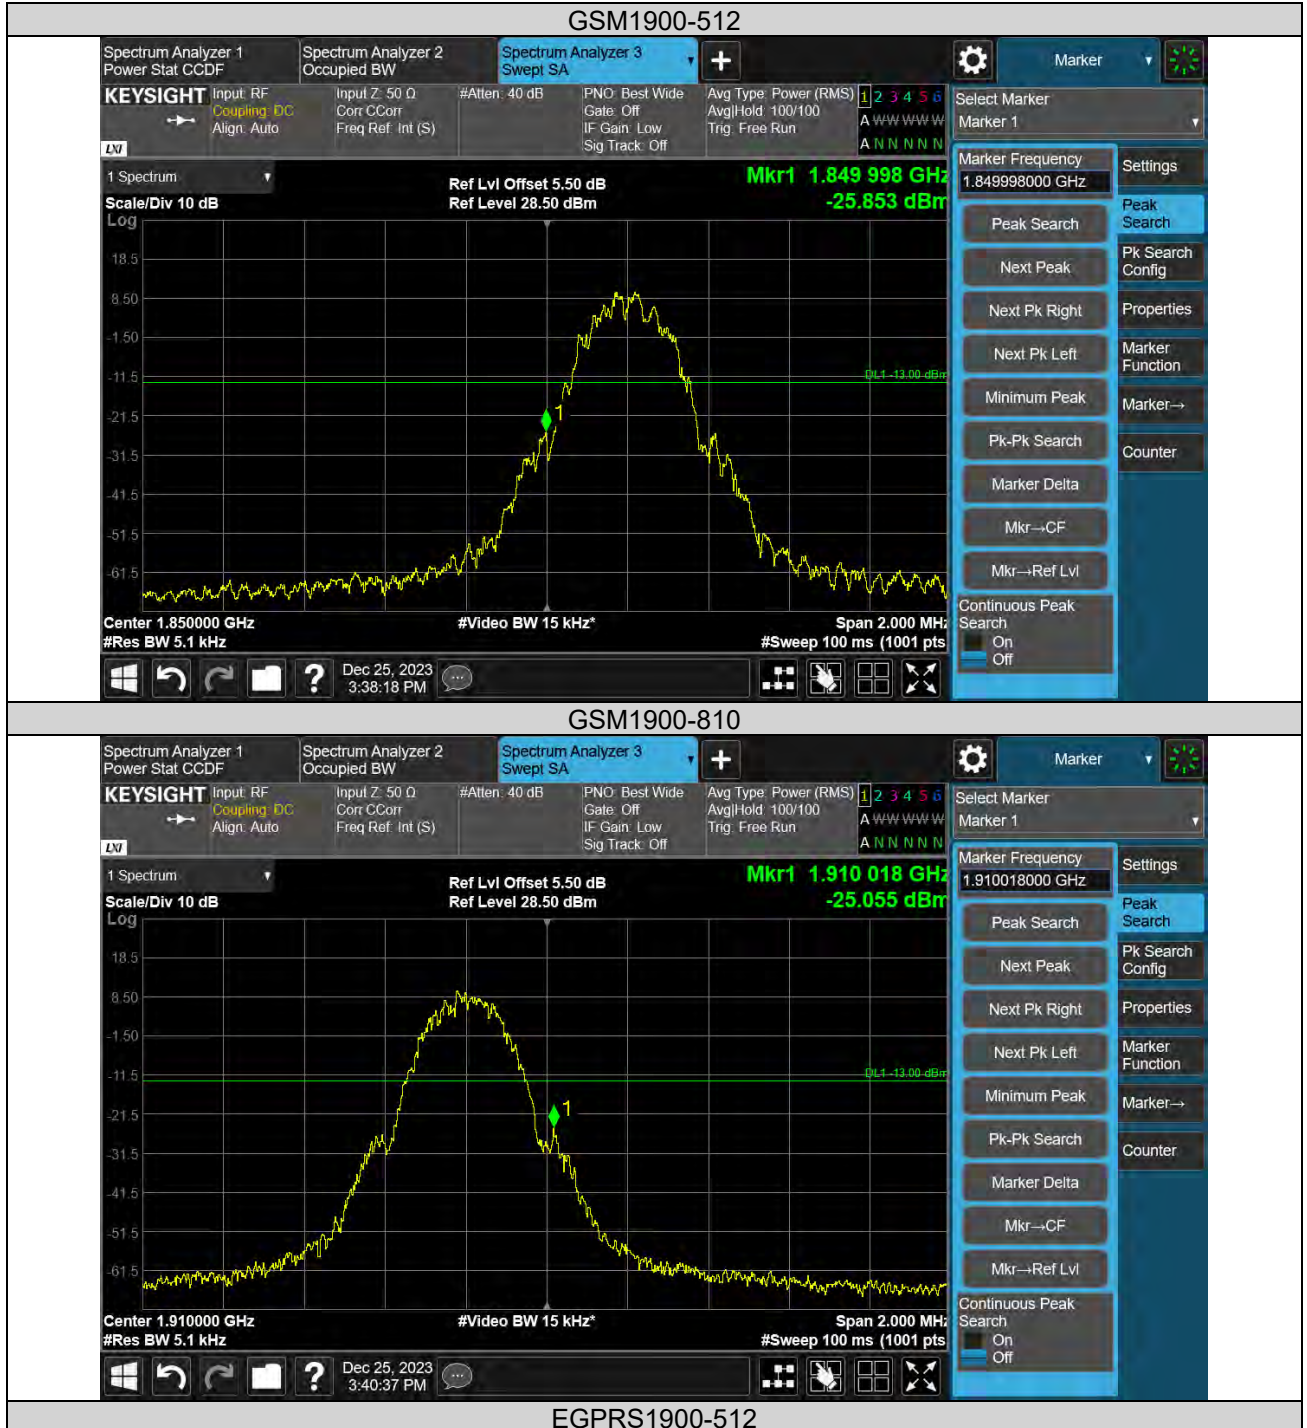 GSM1900-512
Spectrum Analyzer 1
Power Stat CCDF
Spectrum Analyzer 2
Occupied BW
Spectrum Analyzer 3
Swept SA
Marker
KEYSIGHT
Input: RF
Coupling: DC
Align: Auto
Input Z: 50 Ω
Corr CCorr
Freq Ref: Int (S)
#Atten: 40 dB
PNO: Best Wide
Gate: Off
IF Gain: Low
Sig Track: Off
Avg Type: Power (RMS)
Avg|Hold: 100/100
Trig: Free Run
1 2 3 4 5 6
A W W W W W
A N N N N N
LXI
Select Marker
Marker 1
1 Spectrum
Scale/Div 10 dB
Ref Lvl Offset 5.50 dB
Ref Level 28.50 dBm
Mkr1 1.849 998 GHz
-25.853 dBm
Log
18.5
8.50
-1.50
-11.5
-21.5
-31.5
-41.5
-51.5
-61.5
DL1 -13.00 dBm
1
Center 1.850000 GHz
#Res BW 5.1 kHz
#Video BW 15 kHz*
Span 2.000 MHz
#Sweep 100 ms (1001 pts
Marker Frequency
1.849998000 GHz
Peak Search
Next Peak
Next Pk Right
Next Pk Left
Minimum Peak
Pk-Pk Search
Marker Delta
Mkr→CF
Mkr→Ref Lvl
Continuous Peak
Search
On
Off
Settings
Peak
Search
Pk Search
Config
Properties
Marker
Function
Marker→
Counter
Dec 25, 2023
3:38:18 PM
GSM1900-810
Spectrum Analyzer 1
Power Stat CCDF
Spectrum Analyzer 2
Occupied BW
Spectrum Analyzer 3
Swept SA
Marker
KEYSIGHT
Input: RF
Coupling: DC
Align: Auto
Input Z: 50 Ω
Corr CCorr
Freq Ref: Int (S)
#Atten: 40 dB
PNO: Best Wide
Gate: Off
IF Gain: Low
Sig Track: Off
Avg Type: Power (RMS)
Avg|Hold: 100/100
Trig: Free Run
1 2 3 4 5 6
A W W W W W
A N N N N N
LXI
Select Marker
Marker 1
1 Spectrum
Scale/Div 10 dB
Ref Lvl Offset 5.50 dB
Ref Level 28.50 dBm
Mkr1 1.910 018 GHz
-25.055 dBm
Log
18.5
8.50
-1.50
-11.5
-21.5
-31.5
-41.5
-51.5
-61.5
DL1 -13.00 dBm
1
Center 1.910000 GHz
#Res BW 5.1 kHz
#Video BW 15 kHz*
Span 2.000 MHz
#Sweep 100 ms (1001 pts
Marker Frequency
1.910018000 GHz
Peak Search
Next Peak
Next Pk Right
Next Pk Left
Minimum Peak
Pk-Pk Search
Marker Delta
Mkr→CF
Mkr→Ref Lvl
Continuous Peak
Search
On
Off
Settings
Peak
Search
Pk Search
Config
Properties
Marker
Function
Marker→
Counter
Dec 25, 2023
3:40:37 PM
EGPRS1900-512